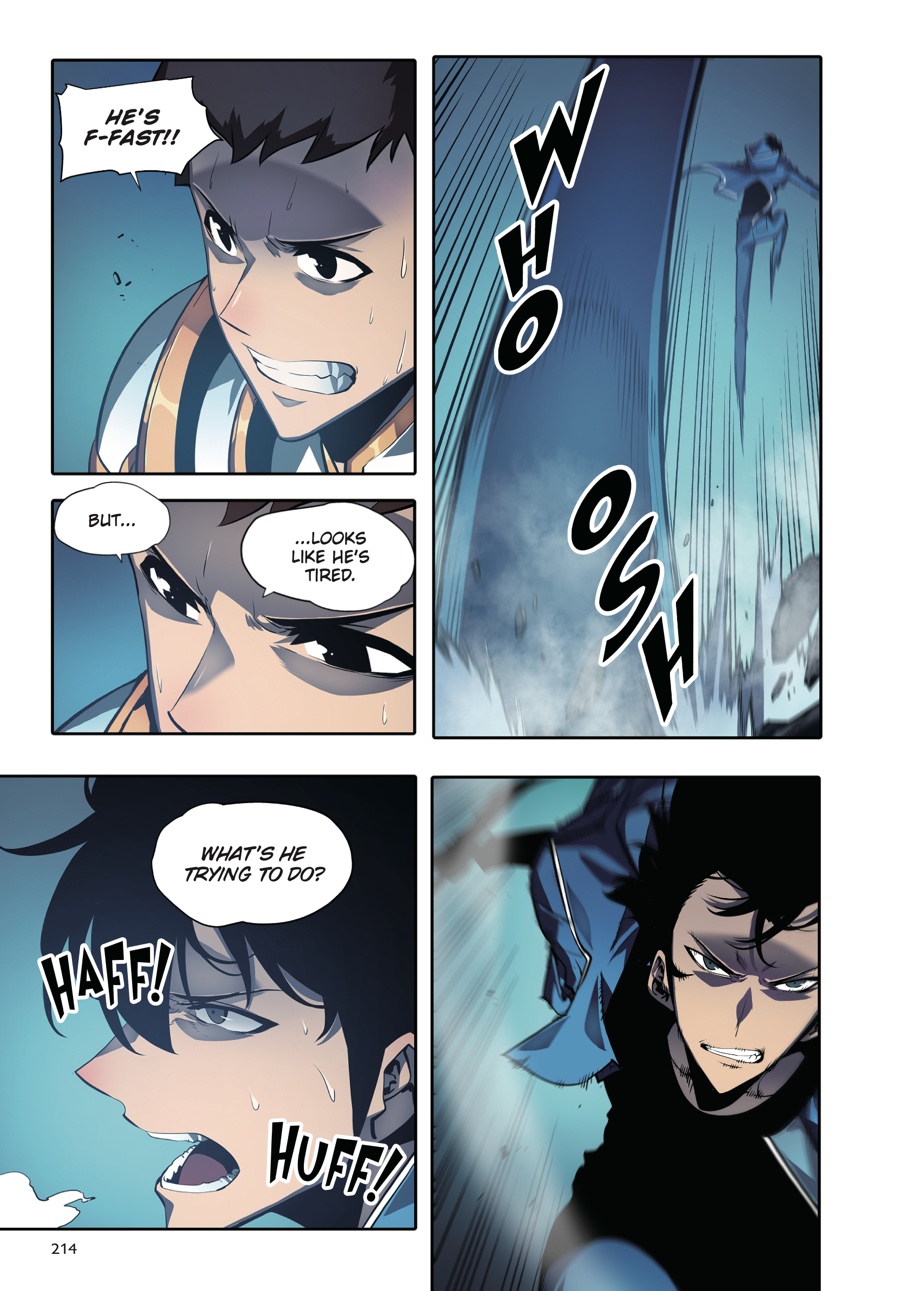 HE'S
F-FAST!!
WHO
OSH
BUT...
...LOOKS
LIKE HE'S
TIRED.
WHAT'S HE
TRYING TO DO?
HAFF!
HUFF!
214